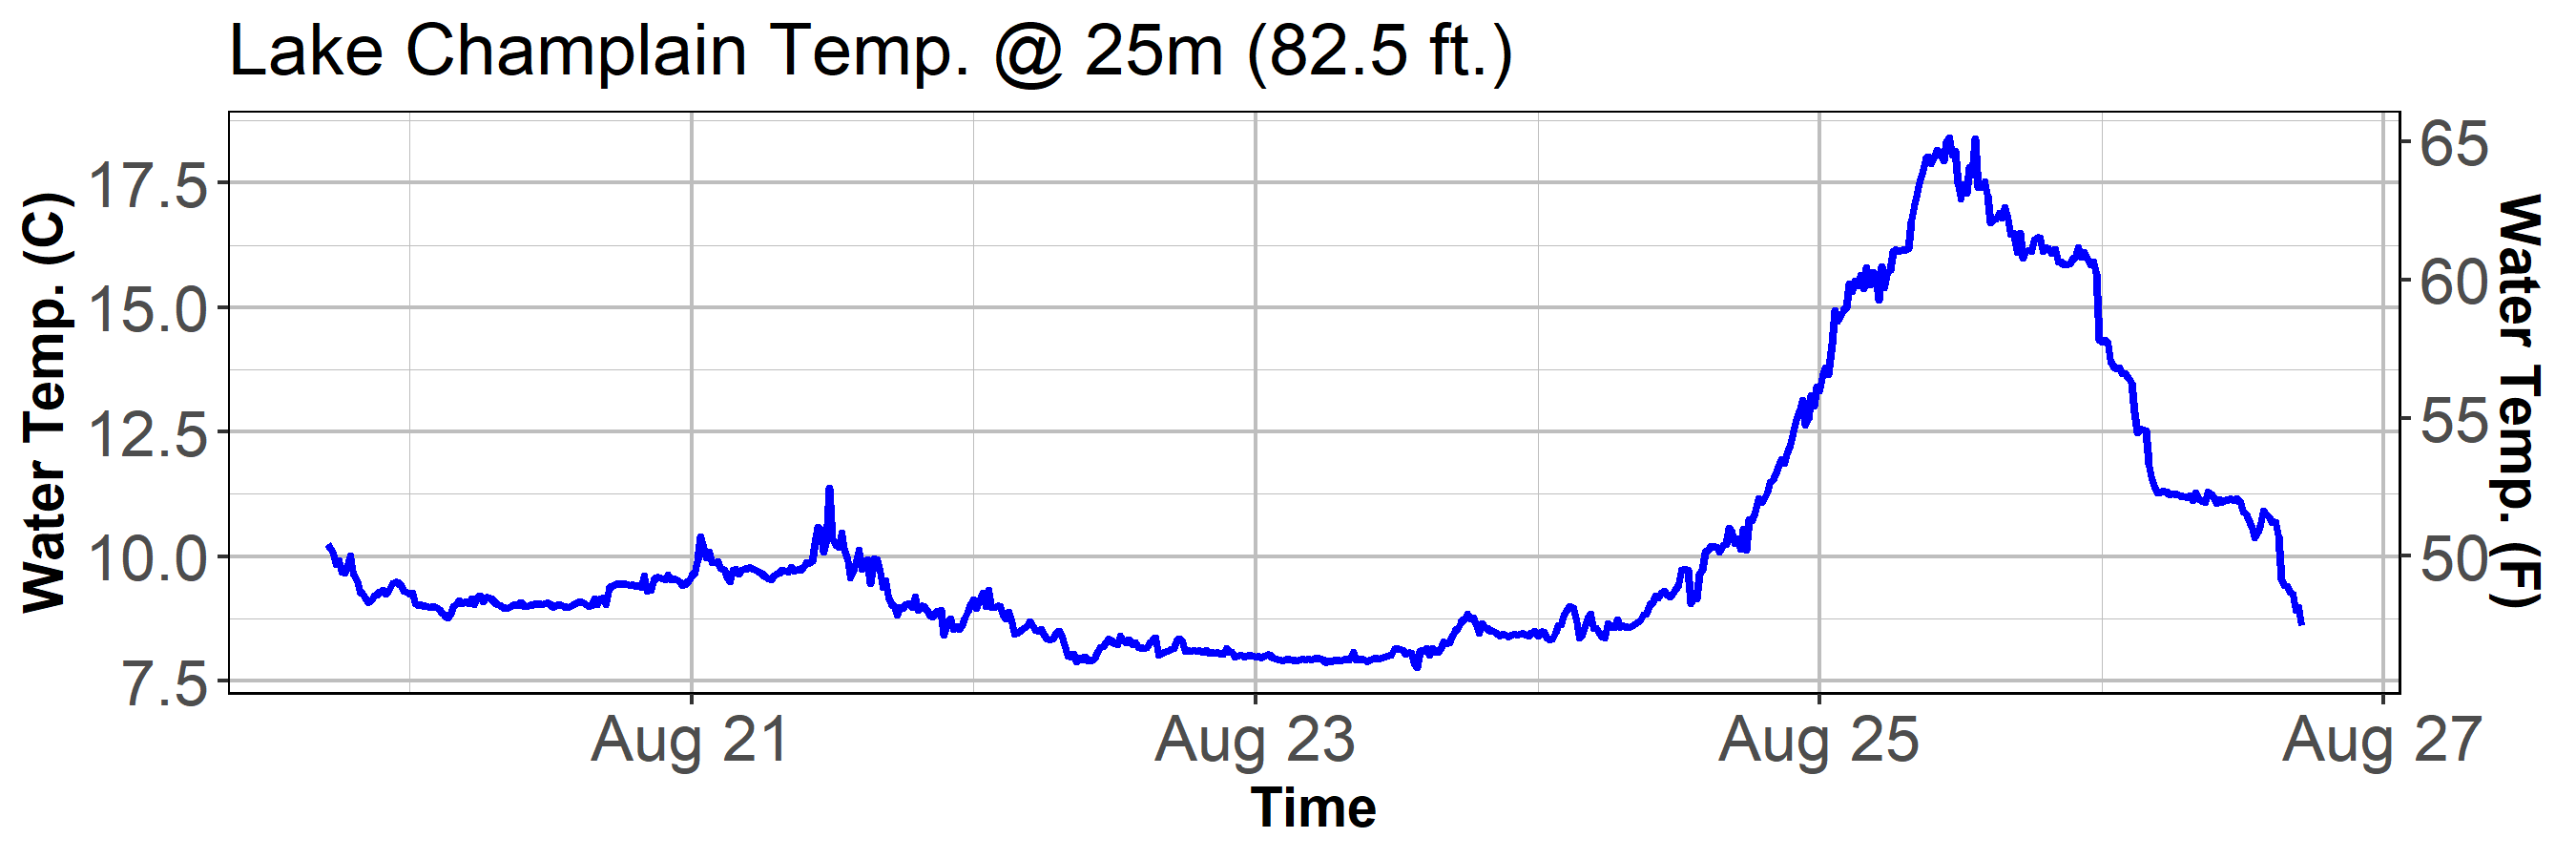 Lake Champlain Temp. @ 25m (82.5 ft.)
Water Temp. (C)
17.5
15.0
12.5
10.0
7.5
65
60
55
50
Water Temp. (F)
Aug 21
Aug 23
Aug 25
Aug 27
Time